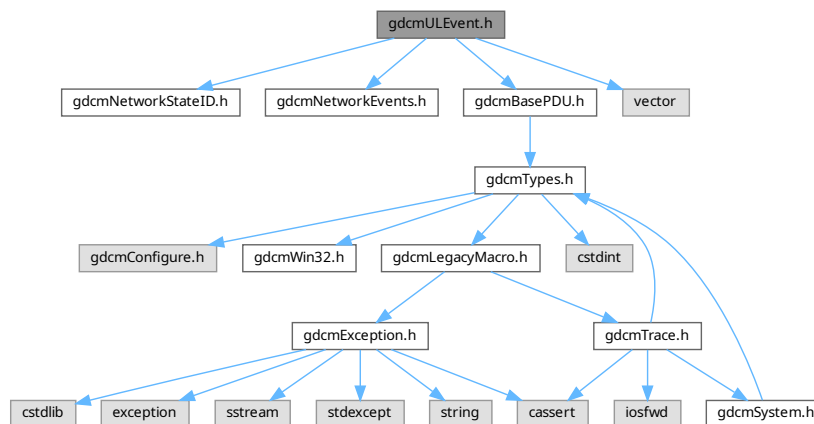 gdcmULEvent.h
gdcmNetworkStateID.h
gdcmNetworkEvents.h
gdcmBasePDU.h
vector
gdcmTypes.h
gdcmConfigure.h
gdcmWin32.h
gdcmLegacyMacro.h
cstdint
gdcmException.h
gdcmTrace.h
cstdlib
exception
sstream
stdexcept
string
cassert
iosfwd
gdcmSystem.h